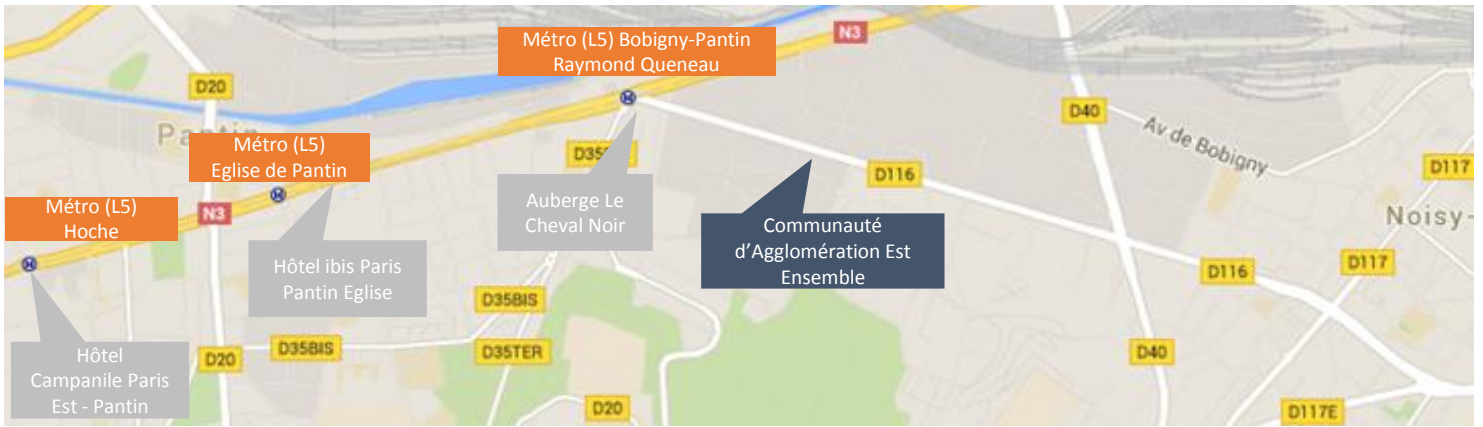 Métro (L5) Bobigny-Pantin
Raymond Queneau
N3
N3
D20
Pantin
Métro (L5)
Eglise de Pantin
D40
Av de Bobigny
D116
D117
Auberge Le
Cheval Noir
Métro (L5)
Hoche
N3
Noisy-
Communauté
d'Agglomération Est
Ensemble
Hôtel ibis Paris
Pantin Eglise
D116
D117
D35BIS
Hôtel
Campanile Paris
Est - Pantin
D20
D35BIS
D35TER
D40
D20
D117E